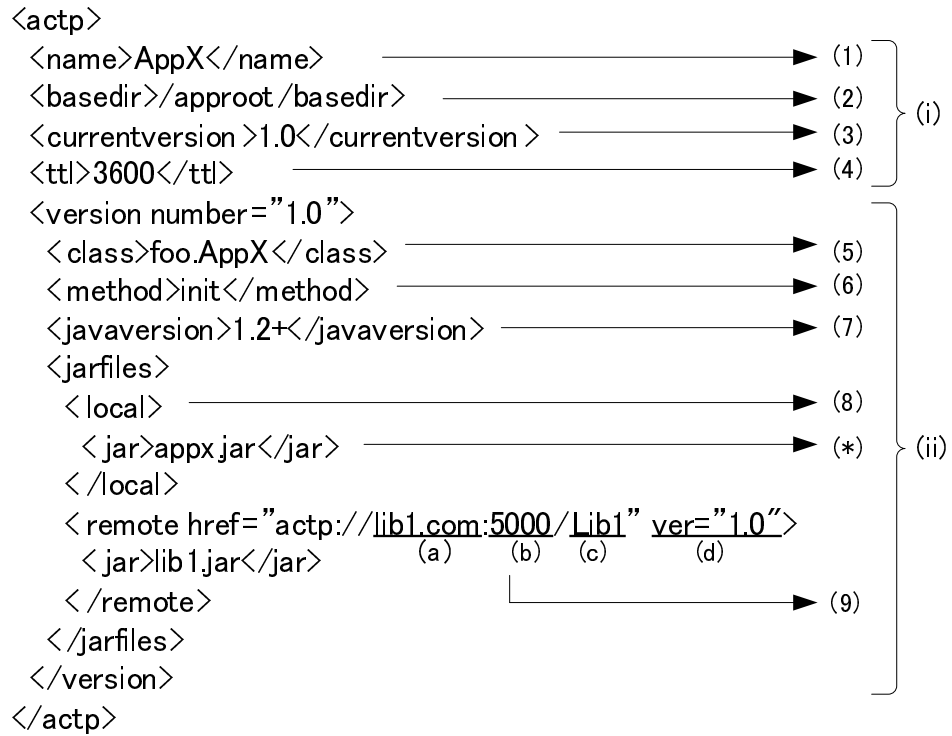 <actp>
<name>AppX</name> (1)
<basedir>/approot/basedir> (2)
<currentversion>1.0</currentversion> (3)
<ttl>3600</ttl> (4)
(i)
<version number="1.0">
<class>foo.AppX</class> (5)
<method>init</method> (6)
<javaversion>1.2+</javaversion> (7)
<jarfiles>
<local> (8)
<jar>appx.jar</jar> (*)
(ii)
</local>
<remote href="actp://lib1.com:5000/Lib1" ver="1.0">
(a) (b) (c) (d)
<jar>lib1.jar</jar>
</remote> (9)
</jarfiles>
</version>
</actp>